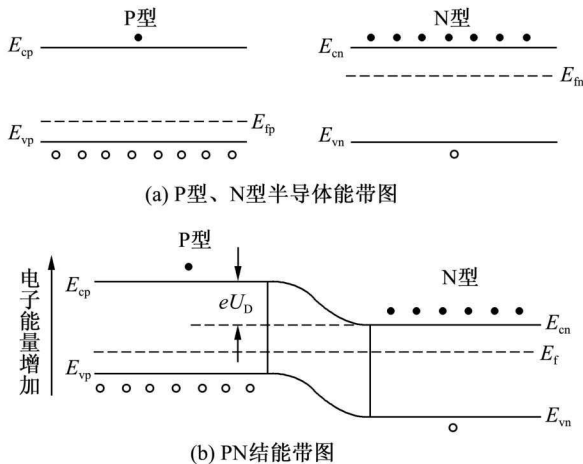 P型
N型
E_cp
E_cn
E_fn
E_fp
E_vp
E_vn
(a) P型、N型半导体能带图
电子能量增加
P型
N型
E_cp
eU_D
E_cn
E_f
E_vp
E_vn
(b) PN结能带图